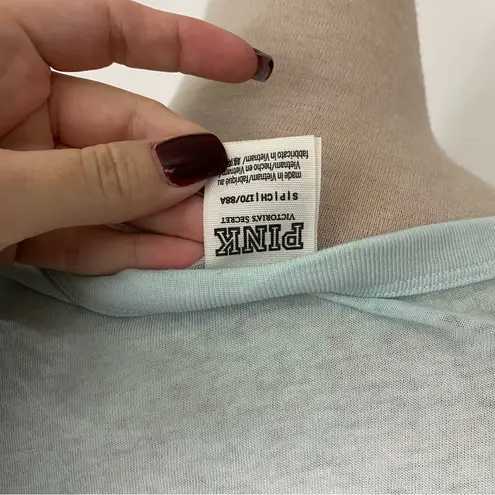 PINK
VICTORIA'S SECRET
S|P|CH|170/88A
made in Vietnam/fabriqué au
Vietnam/hecho en Vietnam/
fabbricato in Vietnam/